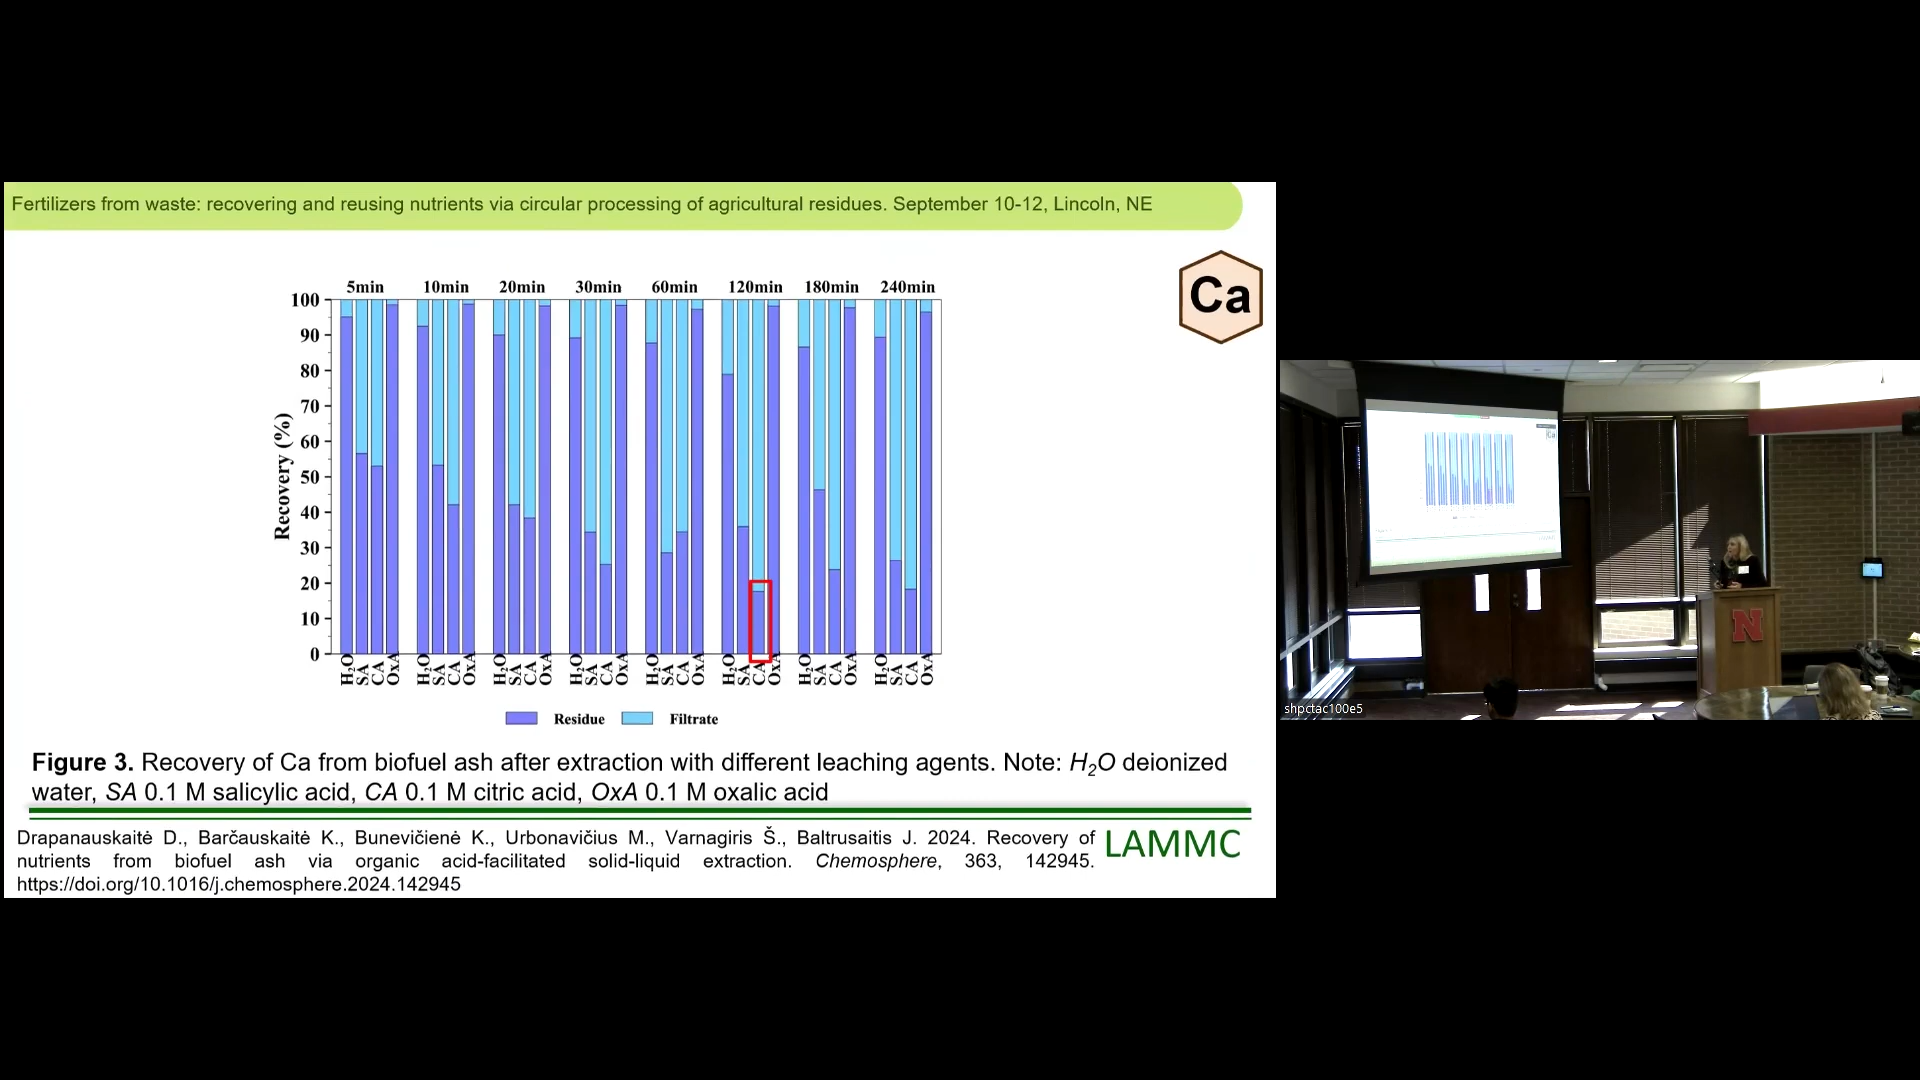 Fertilizers from waste: recovering and reusing nutrients via circular processing of agricultural residues. September 10-12, Lincoln, NE
Ca
5min 10min 20min 30min 60min 120min 180min 240min
100
90
80
70
60
50
40
30
20
10
0
Recovery (%)
H2O SA CA OxA H2O SA CA OxA H2O SA CA OxA H2O SA CA OxA H2O SA CA OxA H2O SA CA OxA H2O SA CA OxA H2O SA CA OxA
Residue Filtrate
Figure 3. Recovery of Ca from biofuel ash after extraction with different leaching agents. Note: H2O deionized
water, SA 0.1 M salicylic acid, CA 0.1 M citric acid, OxA 0.1 M oxalic acid
Drapanauskaitė D., Barčauskaitė K., Bunevičienė K., Urbonavičius M., Varnagiris Š., Baltrusaitis J. 2024. Recovery of
nutrients from biofuel ash via organic acid-facilitated solid-liquid extraction. Chemosphere, 363, 142945.
https://doi.org/10.1016/j.chemosphere.2024.142945
LAMMC
Ca
N
shpctac100e5